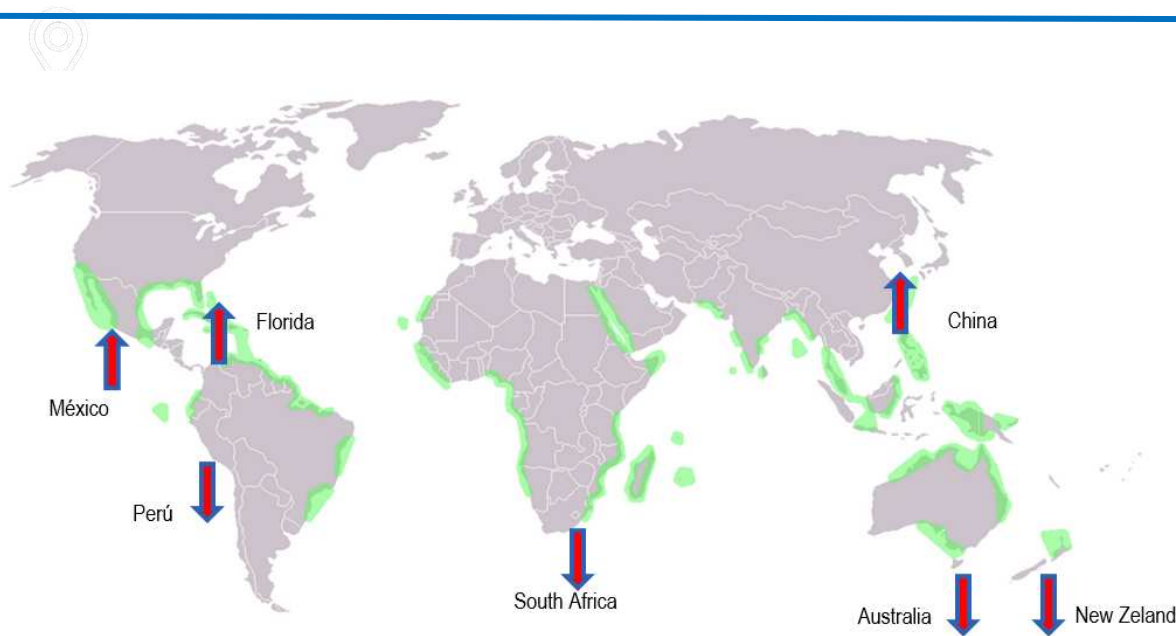 Florida
China
México
Perú
South Africa
Australia
New Zeland